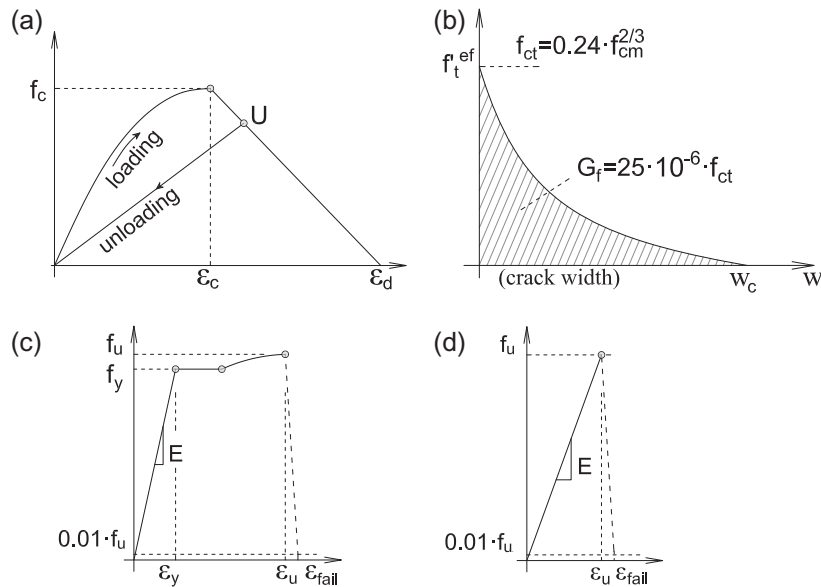 (a)
f_c
U
loading
unloading
ε_c
ε_d
(b)
f'_t^ef
f_ct=0.24·f_cm^2/3
G_f=25·10^-6·f_ct
(crack width)
w_c
w
(c)
f_u
f_y
E
0.01·f_u
ε_y
ε_u
ε_fail
(d)
f_u
E
0.01·f_u
ε_u
ε_fail